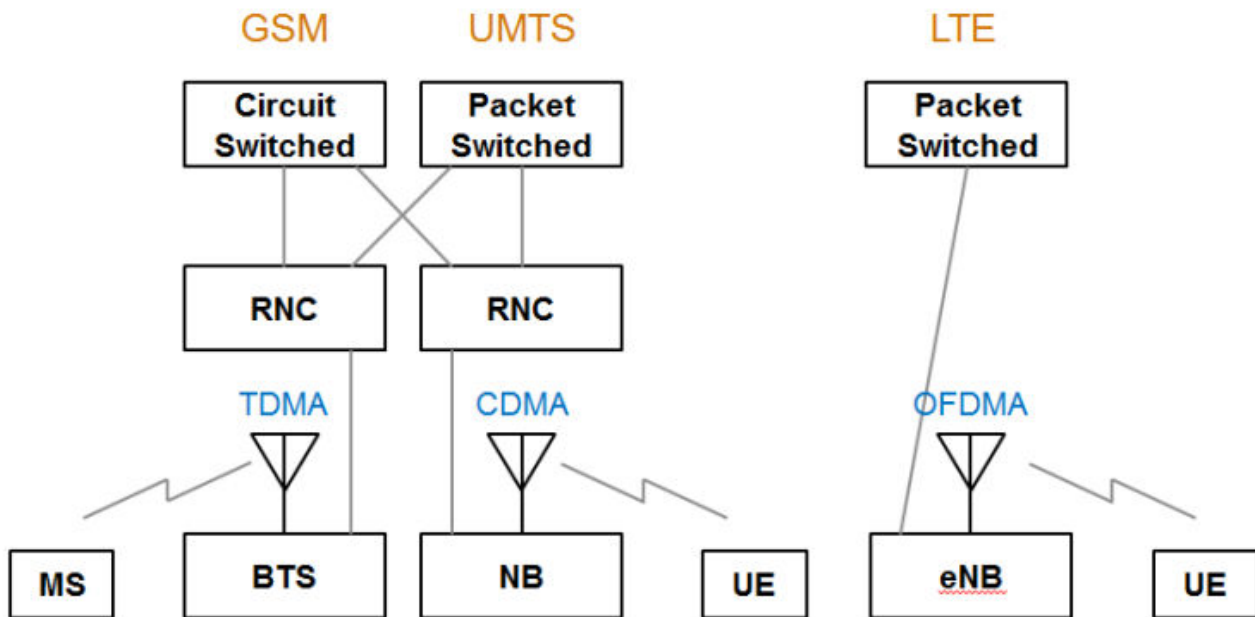 GSM
UMTS
LTE
Circuit
Switched
Packet
Switched
Packet
Switched
RNC
RNC
TDMA
CDMA
OFDMA
MS
BTS
NB
UE
eNB
UE